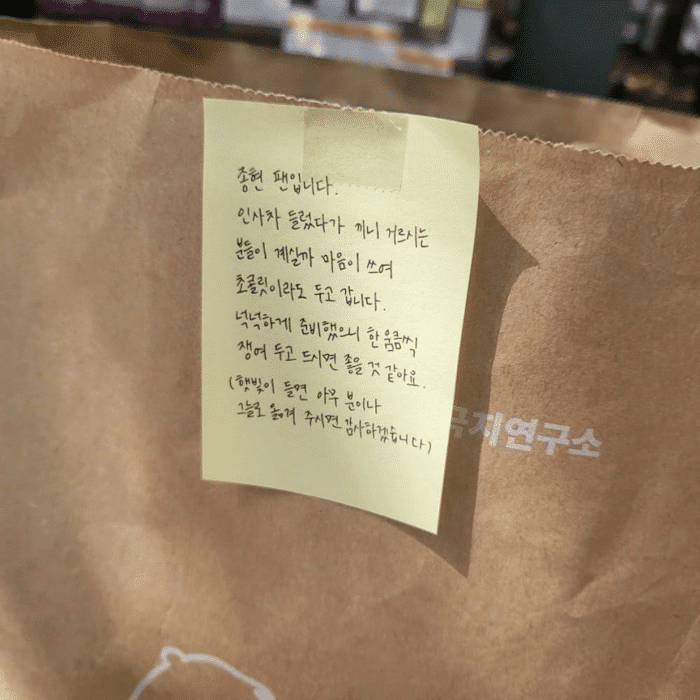 종현 팬입니다.
인사차 들렀다가 끼니 거르시는
분들이 계실까 마음이 쓰여
초콜릿이라도 두고 갑니다.
넉넉하게 준비했으니 한 움큼씩
쟁여 두고 드시면 좋을 것 같아요.
(햇빛이 들면 아무 분이나
그늘로 옮겨 주시면 감사하겠습니다)
극지연구소